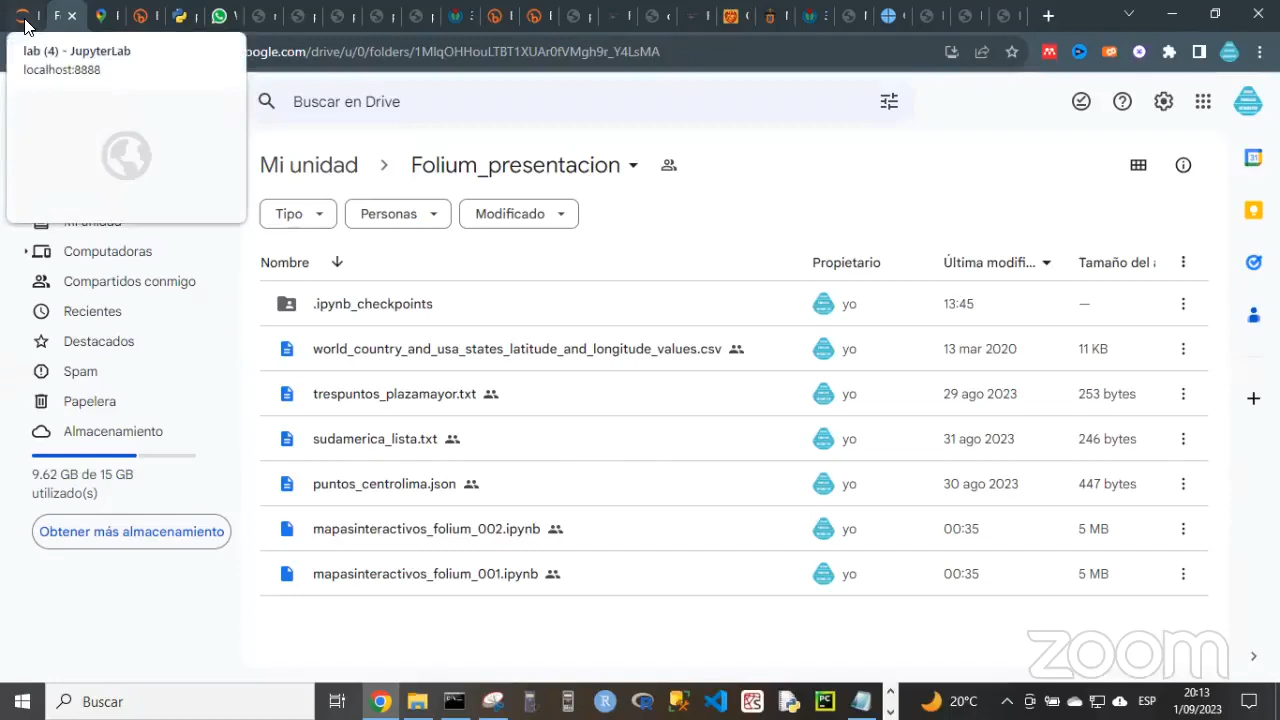 lab (4) - JupyterLab
localhost:8888
oogle.com/drive/u/0/folders/1MlqOHHouLT8T1XUAr0fVMgh9r_Y4LsMA
Buscar en Drive
Mi unidad
Folium_presentacion
Tipo
Personas
Modificado
Nombre
Propietario
Última modifi...
Tamaño del
.ipynb_checkpoints
yo
13:45
—
world_country_and_usa_states_latitude_and_longitude_values.csv
yo
13 mar 2020
11 KB
trespuntos_plazamayor.txt
yo
29 ago 2023
253 bytes
sudamerica_lista.txt
yo
31 ago 2023
246 bytes
puntos_centrolima.json
yo
30 ago 2023
447 bytes
mapasinteractivos_folium_002.ipynb
yo
00:35
5 MB
mapasinteractivos_folium_001.ipynb
yo
00:35
5 MB
Mi unidad
Computadoras
Compartidos conmigo
Recientes
Destacados
Spam
Papelera
Almacenamiento
9.62 GB de 15 GB
utilizado(s)
Obtener más almacenamiento
31
zoom
Buscar
R
PC
20°C
ESP
20:13
1/09/2023